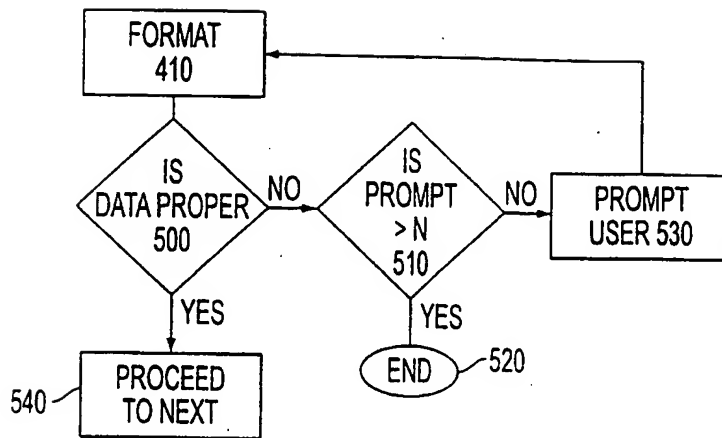 FORMAT
410
IS
DATA PROPER
500
NO
IS
PROMPT
> N
510
NO
PROMPT
USER 530
YES
PROCEED
TO NEXT
540
YES
END
520